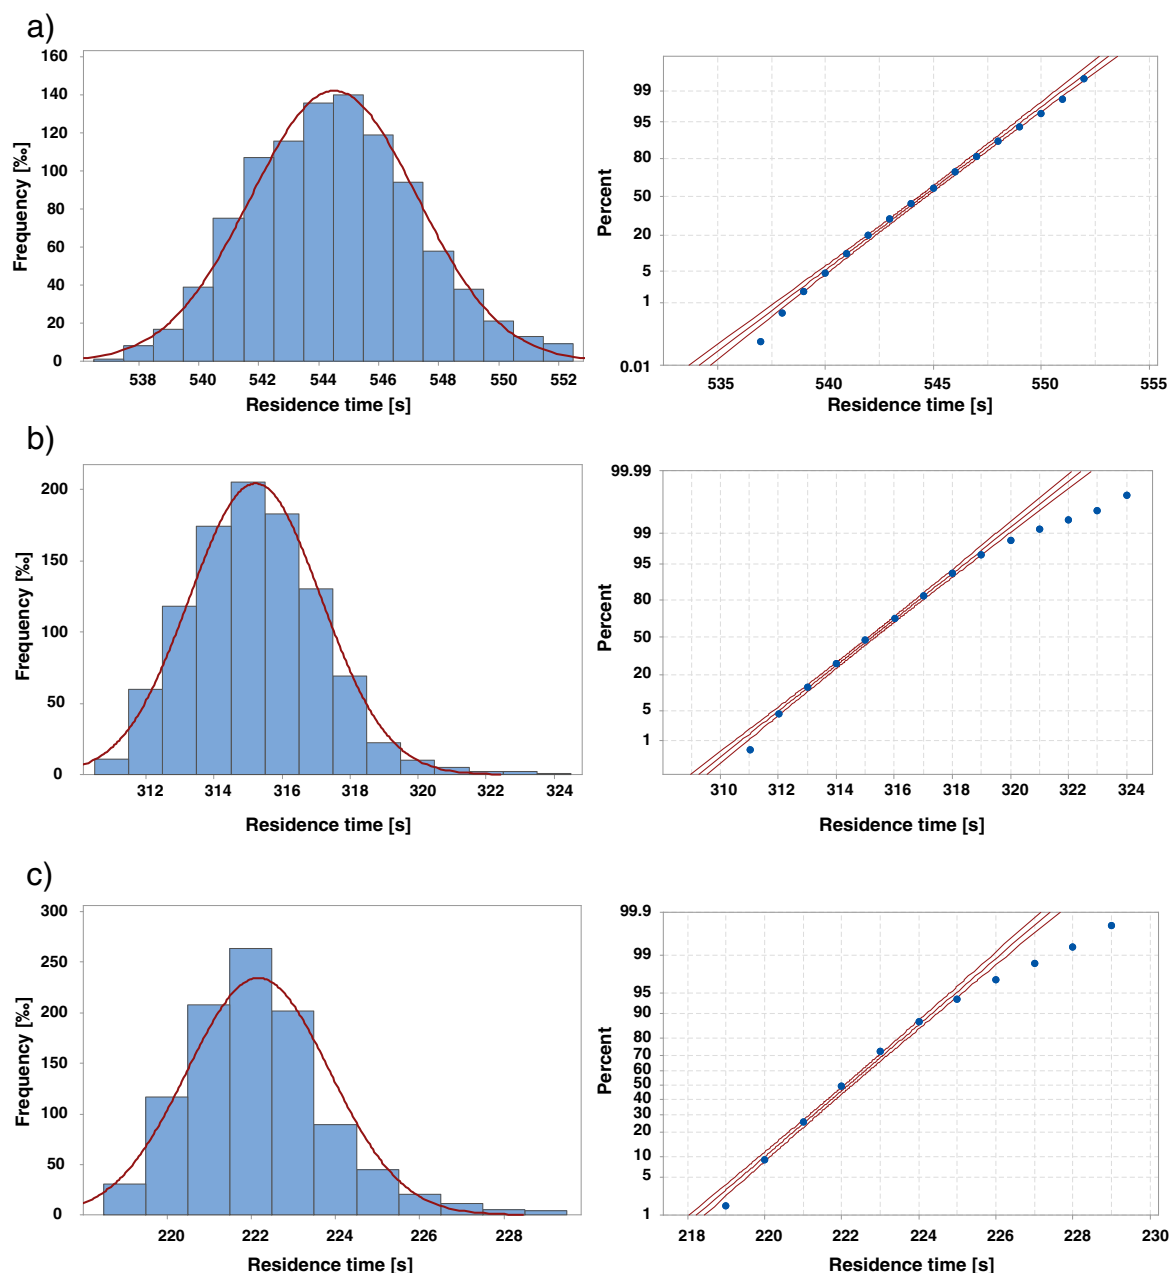 a)
160
140
120
100
80
60
40
20
0
Frequency [‰]
538 540 542 544 546 548 550 552
Residence time [s]
99
95
80
50
20
5
1
0.01
Percent
535 540 545 550 555
Residence time [s]
b)
200
150
100
50
0
Frequency [‰]
312 314 316 318 320 322 324
Residence time [s]
99.99
99
95
80
50
20
5
1
Percent
310 312 314 316 318 320 322 324
Residence time [s]
c)
300
250
200
150
100
50
0
Frequency [‰]
220 222 224 226 228
Residence time [s]
99.9
99
95
90
80
70
60
50
40
30
20
10
5
1
Percent
218 220 222 224 226 228 230
Residence time [s]